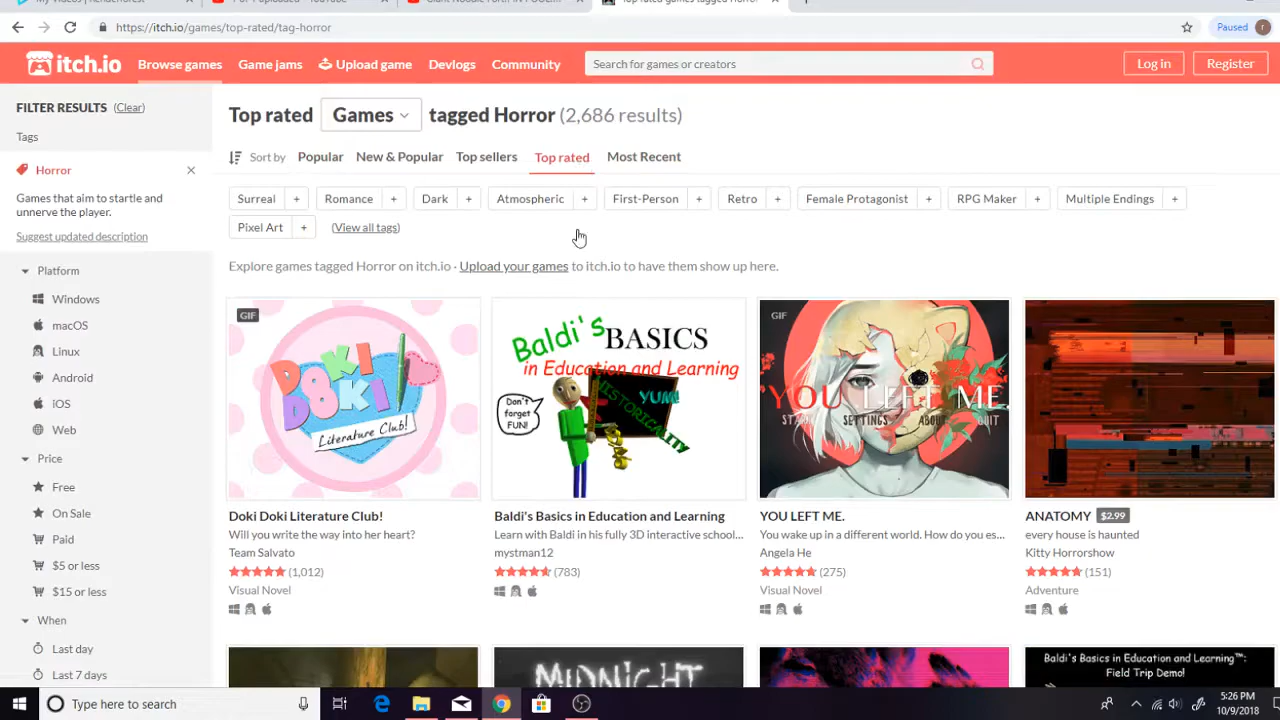 https://itch.io/games/top-rated/tag-horror
Paused
r
itch.io
Browse games
Game jams
Upload game
Devlogs
Community
Search for games or creators
Log in
Register
FILTER RESULTS (Clear)
Tags
Horror
Games that aim to startle and
unnerve the player.
Suggest updated description
Platform
Windows
macOS
Linux
Android
iOS
Web
Price
Free
On Sale
Paid
$5 or less
$15 or less
When
Last day
Last 7 days
Top rated Games tagged Horror (2,686 results)
Sort by Popular New & Popular Top sellers Top rated Most Recent
Surreal + Romance + Dark + Atmospheric + First-Person + Retro + Female Protagonist + RPG Maker + Multiple Endings +
Pixel Art + (View all tags)
Explore games tagged Horror on itch.io · Upload your games to itch.io to have them show up here.
GIF
DOKI
DOKI
Literature Club!
Doki Doki Literature Club!
Will you write the way into her heart?
Team Salvato
(1,012)
Visual Novel
Baldi's BASICS
in Education and Learning
Don't
forget
FUN!
YUM!
HISTORICALITY
Baldi's Basics in Education and Learning
Learn with Baldi in his fully 3D interactive school...
mystman12
(783)
GIF
YOU LEFT ME.
START SETTINGS ABOUT QUIT
YOU LEFT ME.
You wake up in a different world. How do you es...
Angela He
(275)
Visual Novel
ANATOMY $2.99
every house is haunted
Kitty Horrorshow
(151)
Adventure
MIDNIGHT
Baldi's Basics in Education and Learning™:
Field Trip Demo!
Type here to search
5:26 PM
10/9/2018